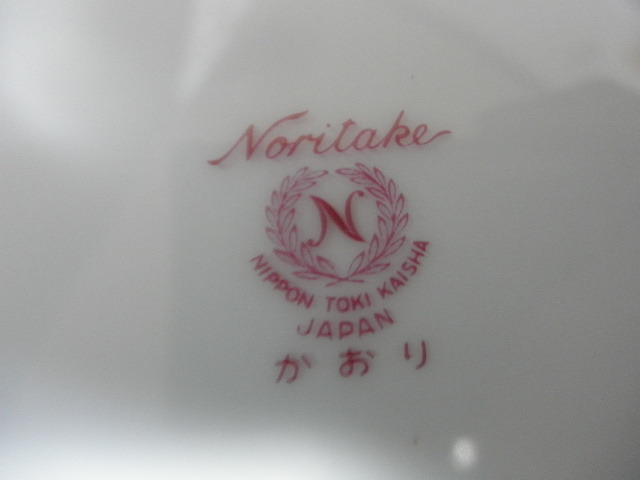 Noritake
N
NIPPON TOKI KAISHA
JAPAN
かおり